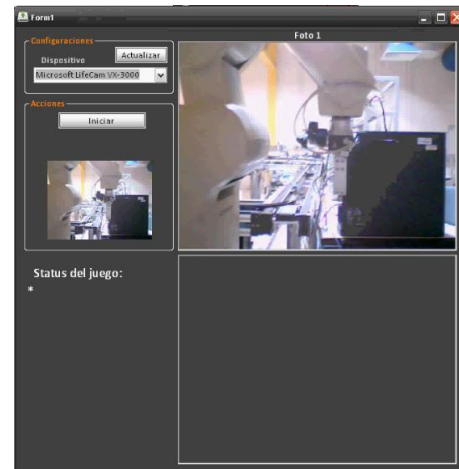 Form1
Configuraciones
Actualizar
Dispositivo
Microsoft LifeCam VX-3000
Acciones
Iniciar
Foto 1
Status del juego:
*